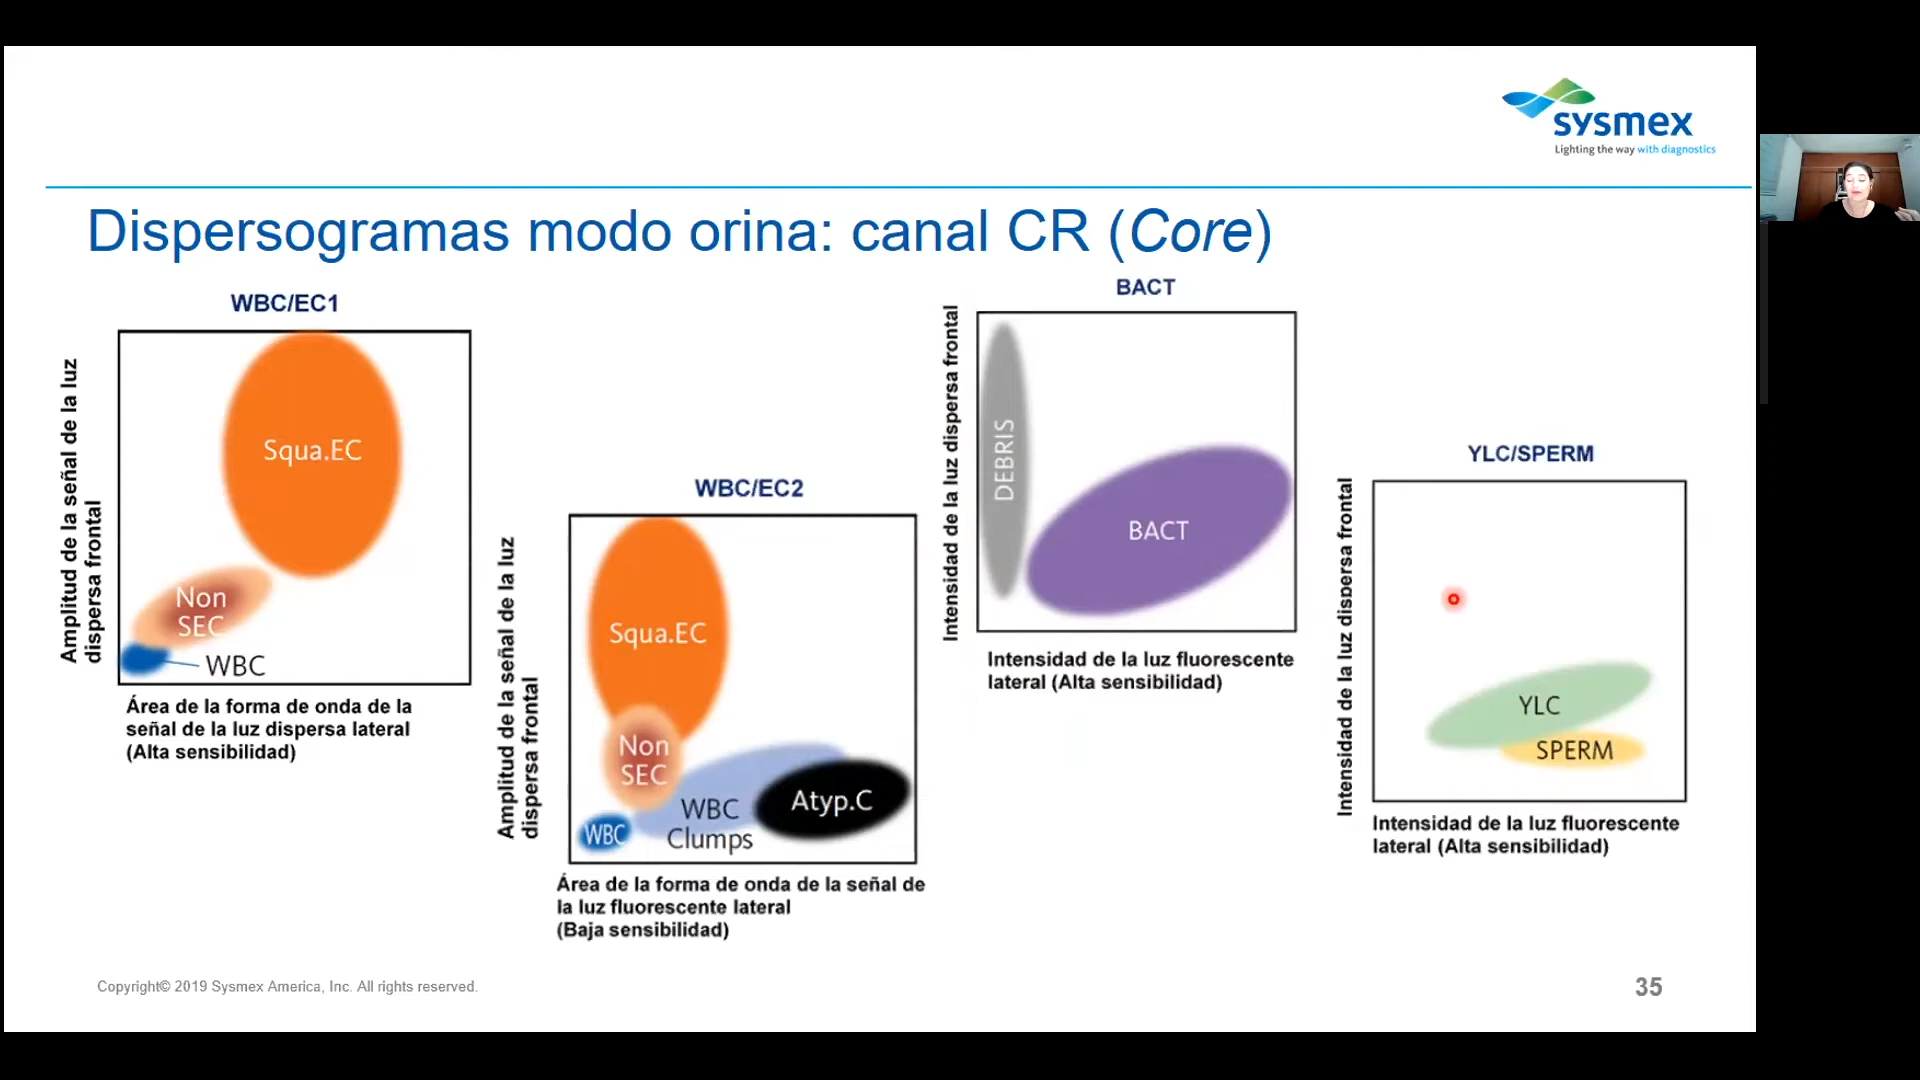 sysmex
Lighting the way with diagnostics
Dispersogramas modo orina: canal CR (Core)
WBC/EC1
Amplitud de la señal de la luz
dispersa frontal
Squa.EC
Non
SEC
WBC
Área de la forma de onda de la
señal de la luz dispersa lateral
(Alta sensibilidad)
WBC/EC2
Amplitud de la señal de la luz
dispersa frontal
Squa.EC
Non
SEC
WBC
WBC
Clumps
Atyp.C
Área de la forma de onda de la señal de
la luz fluorescente lateral
(Baja sensibilidad)
BACT
Intensidad de la luz dispersa frontal
DEBRIS
BACT
Intensidad de la luz fluorescente
lateral (Alta sensibilidad)
YLC/SPERM
Intensidad de la luz dispersa frontal
YLC
SPERM
Intensidad de la luz fluorescente
lateral (Alta sensibilidad)
Copyright© 2019 Sysmex America, Inc. All rights reserved.
35